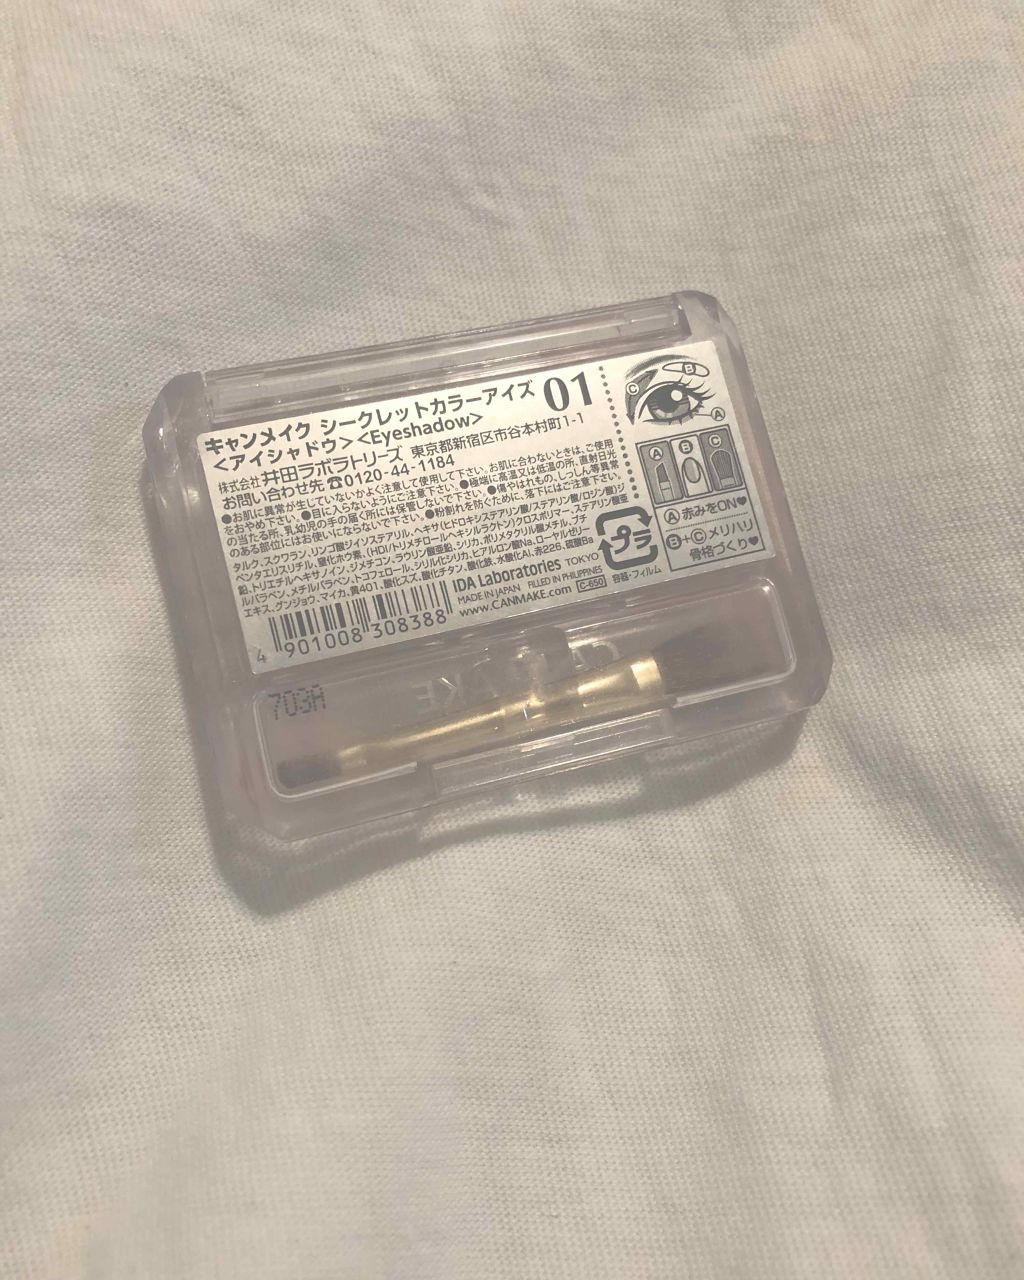 キャンメイク シークレットカラーアイズ 01
<アイシャドウ><Eyeshadow>
株式会社井田ラボラトリーズ 東京都新宿区市谷本村町1-1
お問い合わせ先☎0120-44-1184
●お肌に異常が生じていないかよく注意して使用して下さい。お肌に合わないときは、ご使用
をおやめ下さい。●目に入らないようにご注意下さい。●極端に高温又は低温の所、直射日光
の当たる所、乳幼児の手の届く所には保管しないで下さい。●傷やはれもの、しっしん等異常
のある部位にはお使いにならないで下さい。●粉割れを防ぐために、落下にはご注意下さい。
タルク、スクワラン、リンゴ酸ジイソステアリル、ヘキサ(ヒドロキシステアリン酸/ステアリン酸/ロジン酸)ジ
ペンタエリスリチル、窒化ホウ素、(HDI/トリメチロールヘキシルラクトン)クロスポリマー、ステアリン酸亜
鉛、トリエチルヘキサノイン、ジメチコン、ラウリン酸亜鉛、シリカ、ポリメタクリル酸メチル、ブチ
ルパラベン、メチルパラベン、トコフェロール、シリル化シリカ、ヒアルロン酸Na、ローヤルゼリー
エキス、グンジョウ、マイカ、黄401、酸化スズ、酸化チタン、酸化鉄、水酸化Al、赤226、硫酸Ba
IDA Laboratories TOKYO
MADE IN JAPAN FILLED IN PHILIPPINES
www.CANMAKE.com C-650 容器・フィルム
プラ
4 901008 308388
B
C
A
A B C
Ⓐ 赤みをON♥
Ⓑ+Ⓒ メリハリ
骨格づくり♥
703A